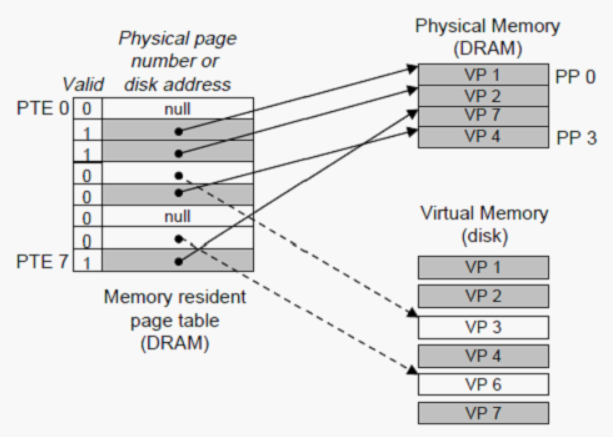 Physical page
number or
Valid disk address
PTE 0 0 null
1
1
0
0
0 null
0
PTE 7 1
Memory resident
page table
(DRAM)
Physical Memory
(DRAM)
VP 1 PP 0
VP 2
VP 7
VP 4 PP 3
Virtual Memory
(disk)
VP 1
VP 2
VP 3
VP 4
VP 6
VP 7